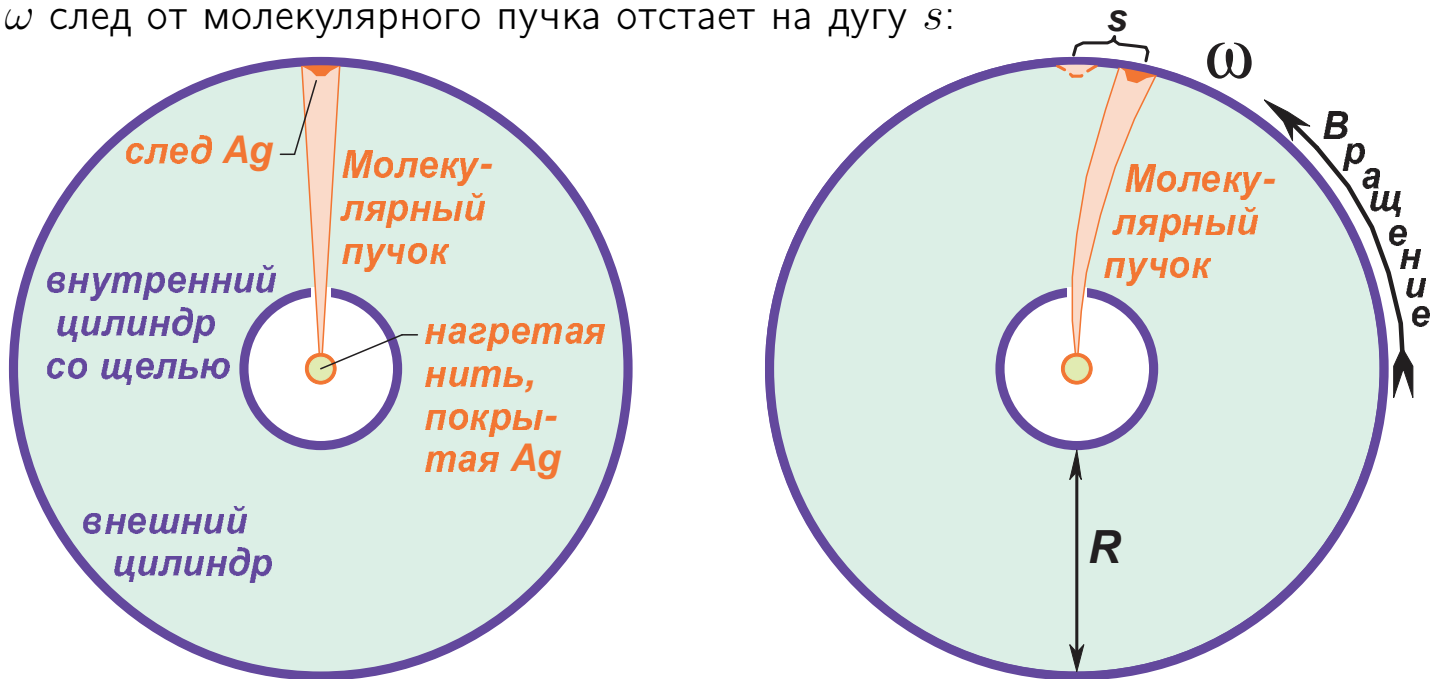 ω след от молекулярного пучка отстает на дугу s:
след Ag
Молеку-
лярный
пучок
внутренний
цилиндр
со щелью
нагретая
нить,
покры-
тая Ag
внешний
цилиндр
s
ω
Вращение
Молеку-
лярный
пучок
R